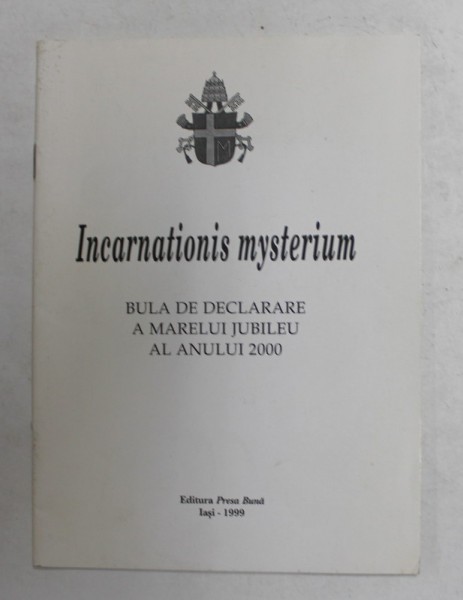 Incarnationis mysterium
BULA DE DECLARARE
A MARELUI JUBILEU
AL ANULUI 2000
Editura Presa Bună
Iași - 1999